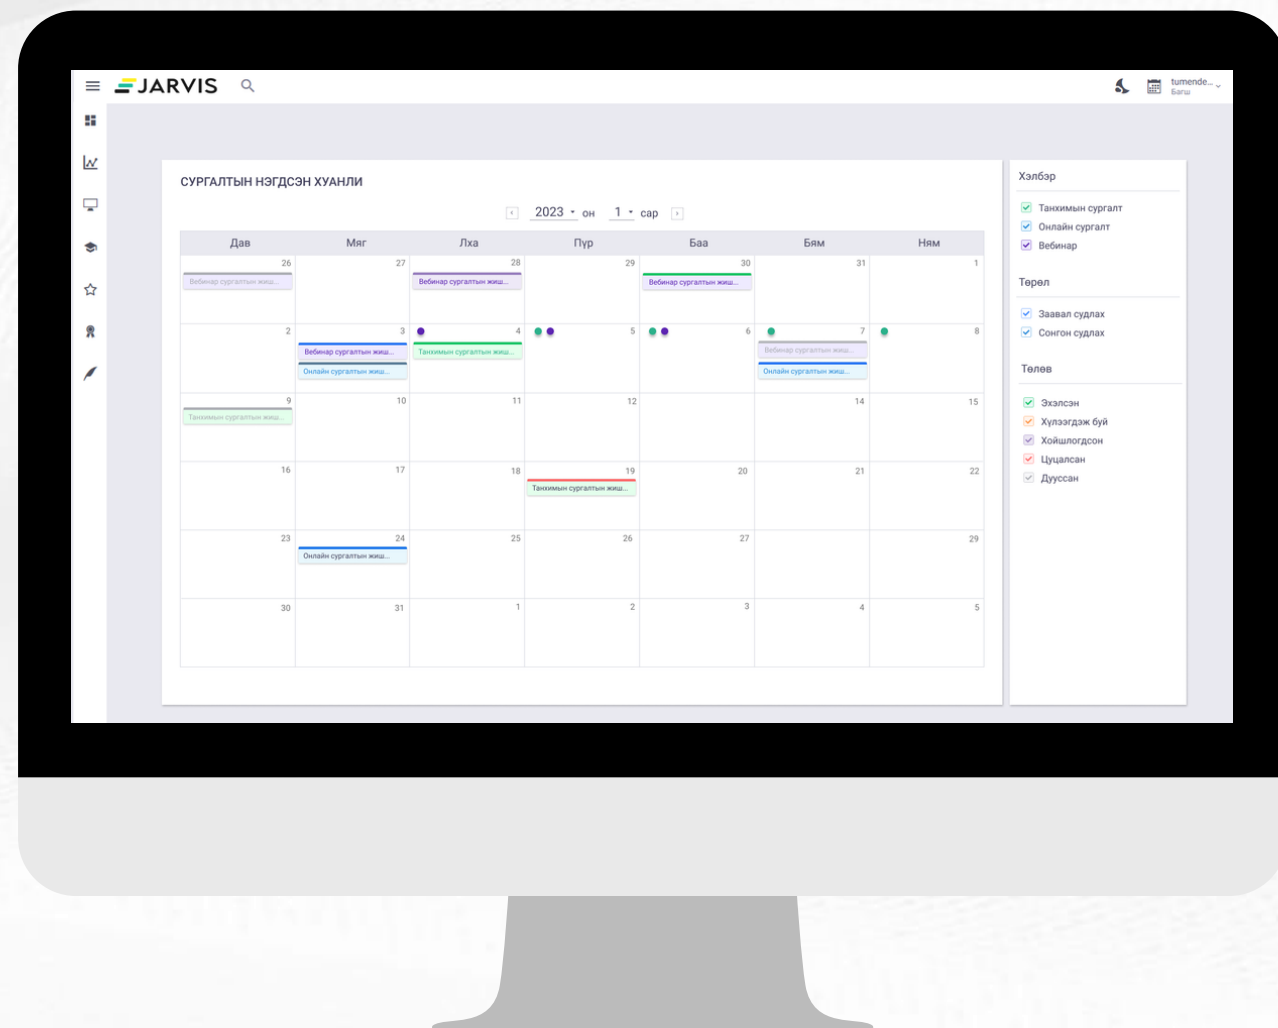 JARVIS
tumende...
Багш
СУРГАЛТЫН НЭГДСЭН ХУАНЛИ
2023 он 1 сар
Дав Мяг Лха Пүр Баа Бям Ням
26 27 28 29 30 31 1
Вебинар сургалтын жиш... Вебинар сургалтын жиш... Вебинар сургалтын жиш...
2 3 4 5 6 7 8
Вебинар сургалтын жиш... Танхимын сургалтын жиш... Вебинар сургалтын жиш...
Онлайн сургалтын жиш... Онлайн сургалтын жиш...
9 10 11 12 14 15
Танхимын сургалтын жиш...
16 17 18 19 20 21 22
Танхимын сургалтын жиш...
23 24 25 26 27 29
Онлайн сургалтын жиш...
30 31 1 2 3 4 5
Хэлбэр
Танхимын сургалт
Онлайн сургалт
Вебинар
Төрөл
Заавал судлах
Сонгон судлах
Төлөв
Эхэлсэн
Хүлээгдэж буй
Хойшлогдсон
Цуцалсан
Дууссан